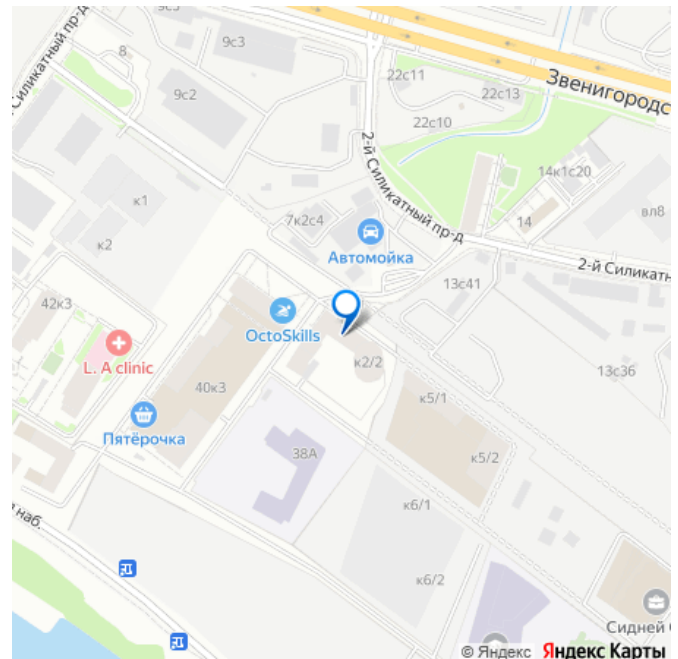 9с3
8
22с11
Звенигородс
9с2
22с13
Силикатный пр-д
22с10
2-й Силикатный пр-д
14к1с20
к1
7к2с4
14
вл8
к2
Автомойка
2-й Силикатн
13с41
42к3
OctoSkills
L. A clinic
к2/2
13с36
40к3
к5/1
Пятёрочка
38А
к5/2
к6/1
я наб.
к6/2
Сидней С
© Яндекс Яндекс Карты